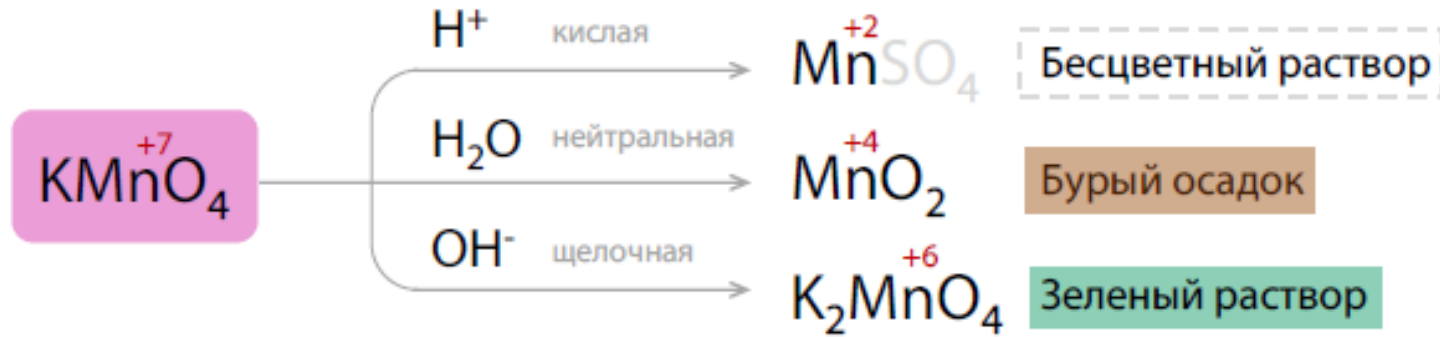 H⁺ кислая
+2
MnSO₄
Бесцветный раствор
+7
KMnO₄
H₂O нейтральная
+4
MnO₂
Бурый осадок
OH⁻ щелочная
+6
K₂MnO₄
Зеленый раствор